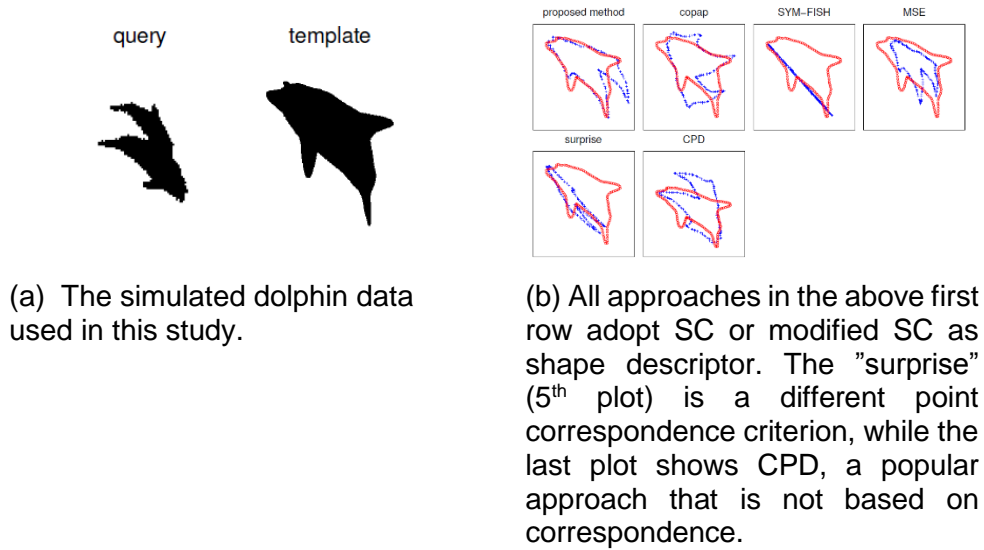 query template
(a) The simulated dolphin data
used in this study.
proposed method copap SYM−FISH MSE
surprise CPD
(b) All approaches in the above first
row adopt SC or modified SC as
shape descriptor. The ”surprise”
(5th plot) is a different point
correspondence criterion, while the
last plot shows CPD, a popular
approach that is not based on
correspondence.